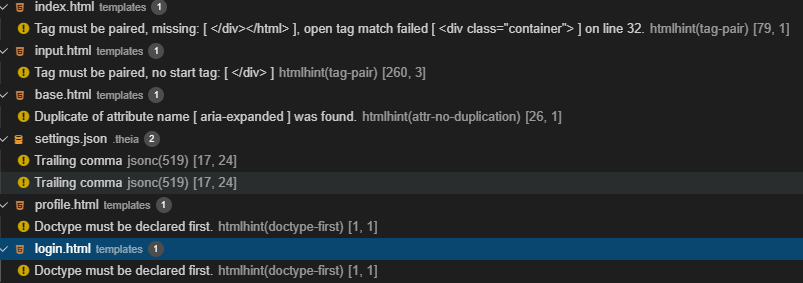 index.html templates 1
Tag must be paired, missing: [ </div></html> ], open tag match failed [ <div class="container"> ] on line 32. htmlhint(tag-pair) [79, 1]
input.html templates 1
Tag must be paired, no start tag: [ </div> ] htmlhint(tag-pair) [260, 3]
base.html templates 1
Duplicate of attribute name [ aria-expanded ] was found. htmlhint(attr-no-duplication) [26, 1]
settings.json .theia 2
Trailing comma jsonc(519) [17, 24]
Trailing comma jsonc(519) [17, 24]
profile.html templates 1
Doctype must be declared first. htmlhint(doctype-first) [1, 1]
login.html templates 1
Doctype must be declared first. htmlhint(doctype-first) [1, 1]